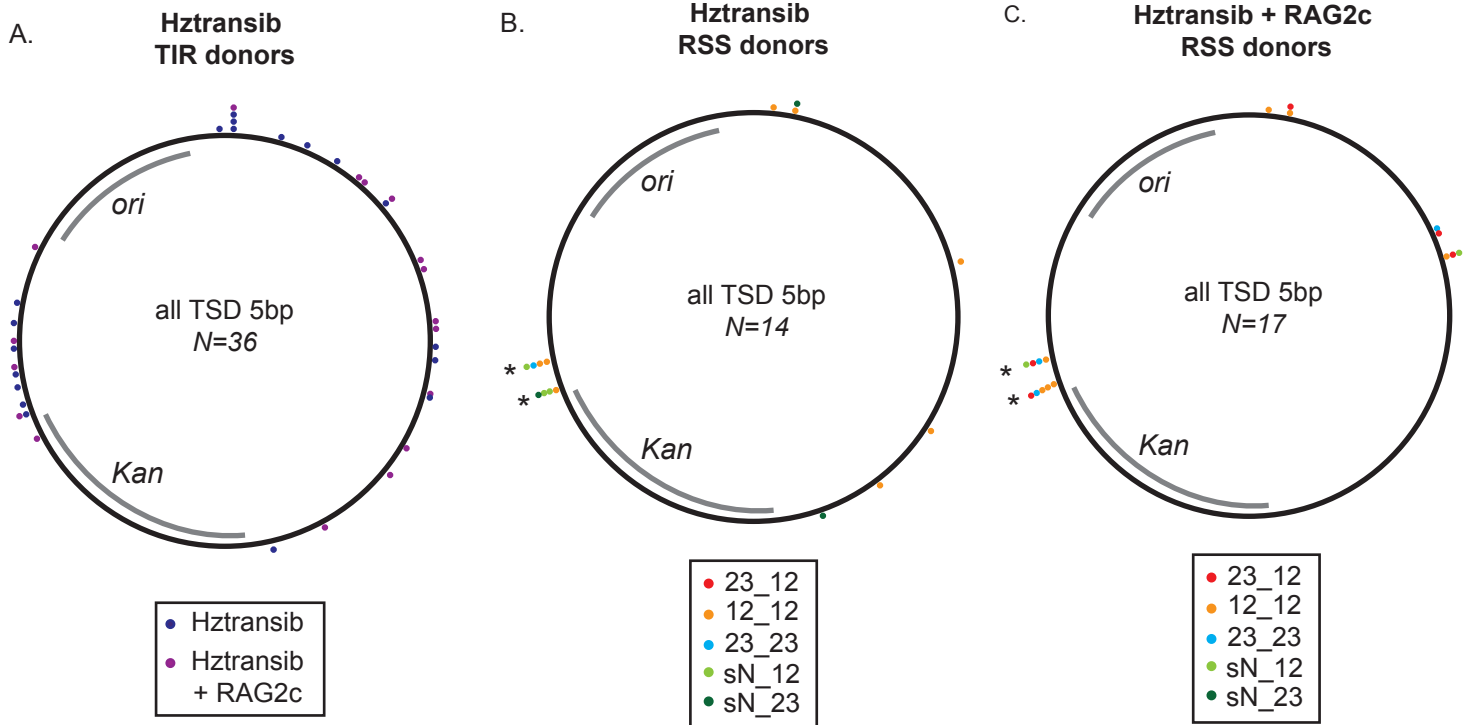 A.
Hztransib
TIR donors
ori
all TSD 5bp
N=36
Kan
Hztransib
Hztransib
+ RAG2c
B.
Hztransib
RSS donors
ori
all TSD 5bp
N=14
*
*
Kan
23_12
12_12
23_23
sN_12
sN_23
C.
Hztransib + RAG2c
RSS donors
ori
all TSD 5bp
N=17
*
*
Kan
23_12
12_12
23_23
sN_12
sN_23